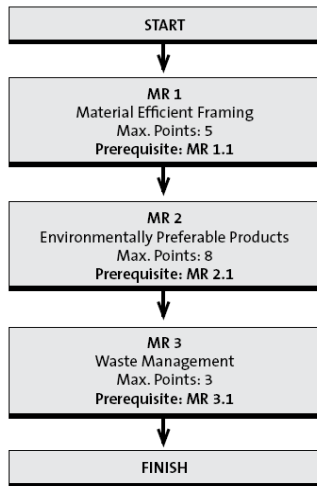 START
MR 1
Material Efficient Framing
Max. Points: 5
Prerequisite: MR 1.1
MR 2
Environmentally Preferable Products
Max. Points: 8
Prerequisite: MR 2.1
MR 3
Waste Management
Max. Points: 3
Prerequisite: MR 3.1
FINISH